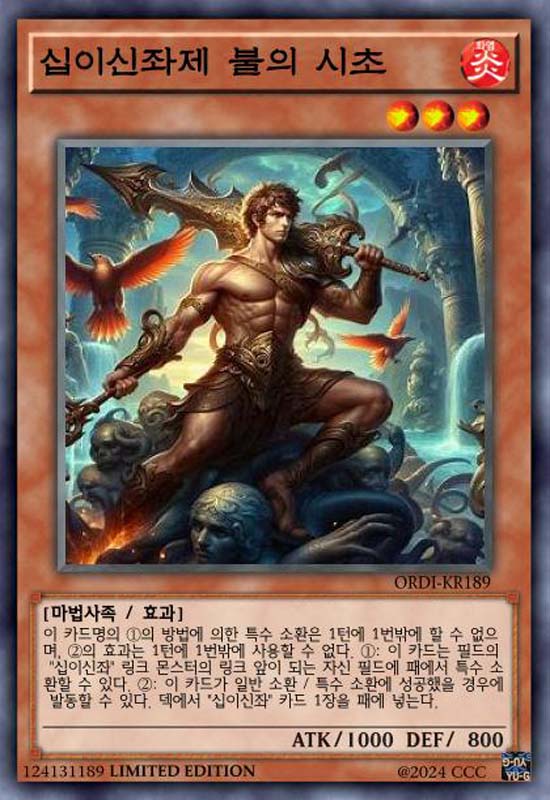 십이신좌제 불의 시초
화염
炎
ORDI-KR189
[마법사족 / 효과]
이 카드명의 ①의 방법에 의한 특수 소환은 1턴에 1번밖에 할 수 없으
며, ②의 효과는 1턴에 1번밖에 사용할 수 없다. ①: 이 카드는 필드의
"십이신좌" 링크 몬스터의 링크 앞이 되는 자신 필드에 패에서 특수 소
환할 수 있다. ②: 이 카드가 일반 소환 / 특수 소환에 성공했을 경우에
발동할 수 있다. 덱에서 "십이신좌" 카드 1장을 패에 넣는다.
ATK/1000 DEF/ 800
124131189 LIMITED EDITION
@2024 CCC
YU-G